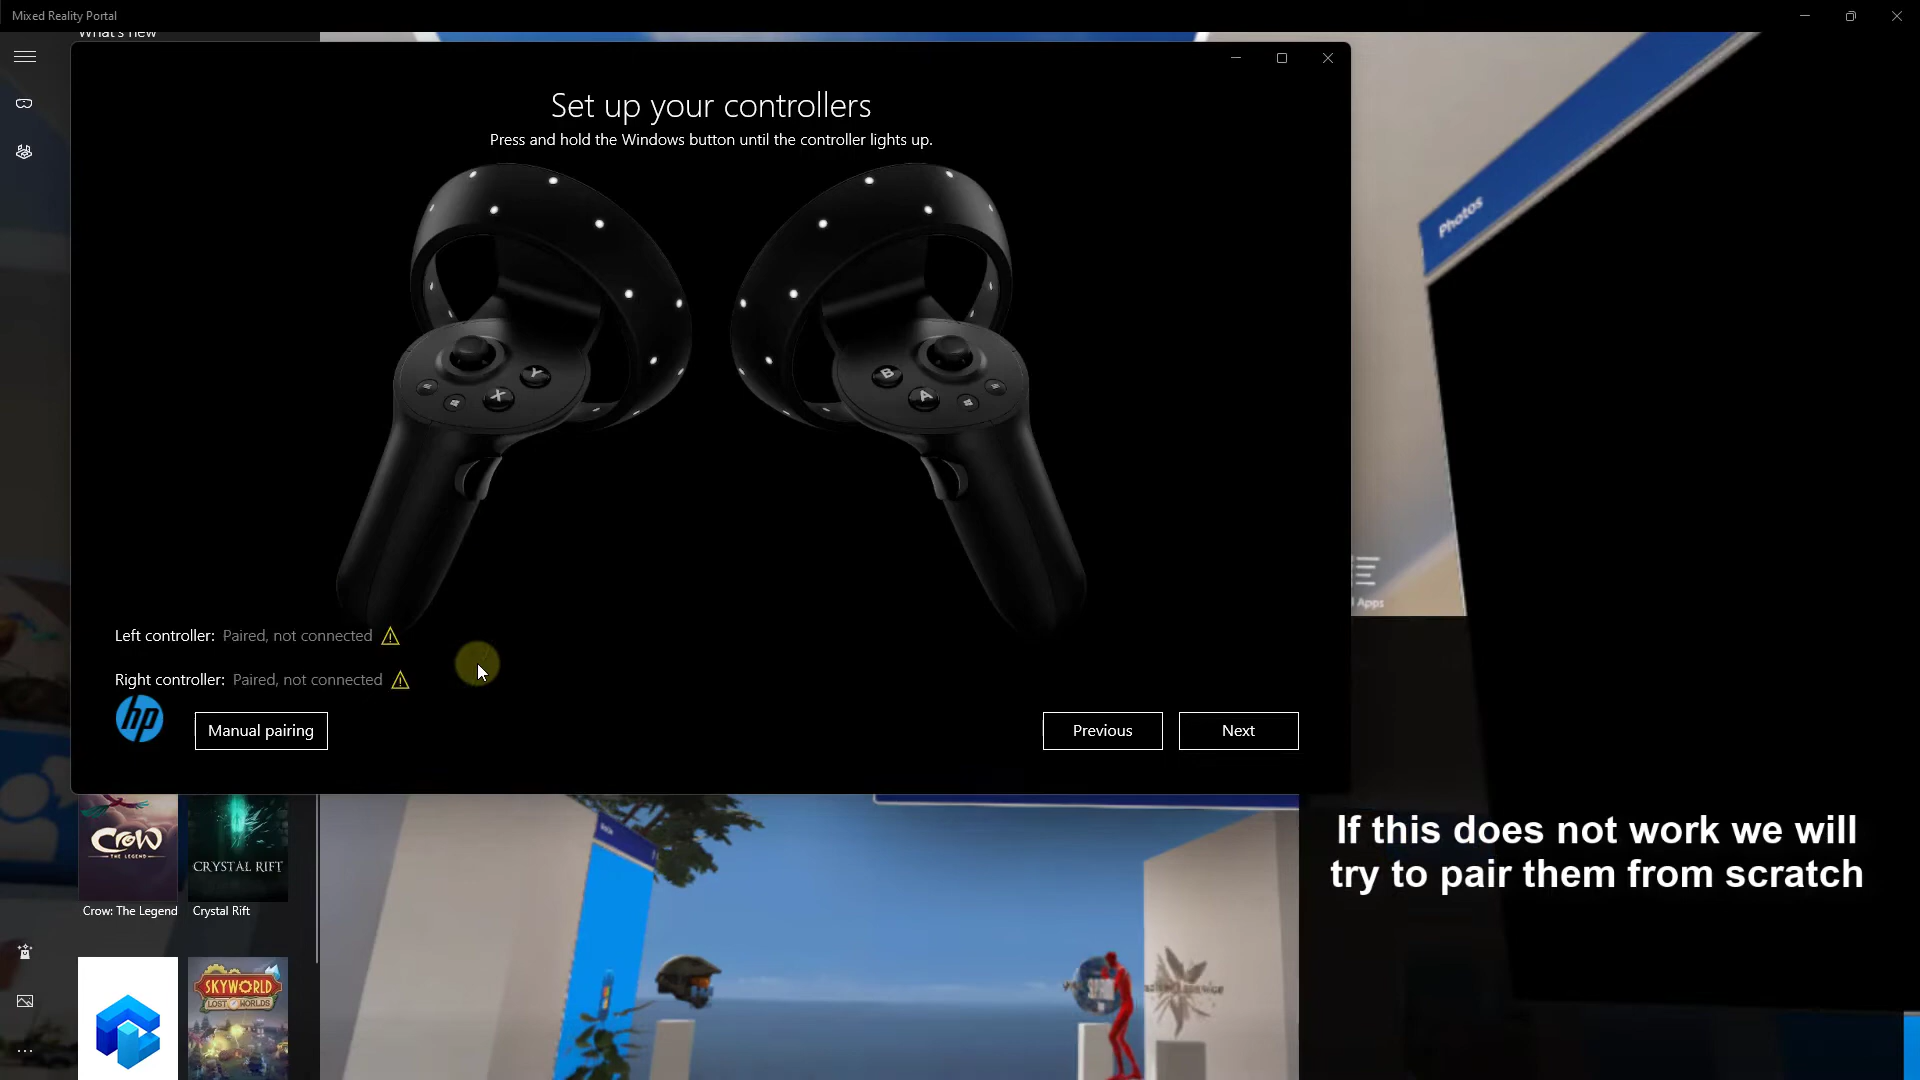 Mixed Reality Portal
What's new
Set up your controllers
Press and hold the Windows button until the controller lights up.
Y
X
B
A
Photos
Apps
Left controller: Paired, not connected
Right controller: Paired, not connected
hp
Manual pairing
Previous
Next
CROW
THE LEGEND
CRYSTAL RIFT
Crow: The Legend
Crystal Rift
SKYWORLD
LOST WORLDS
If this does not work we will
try to pair them from scratch